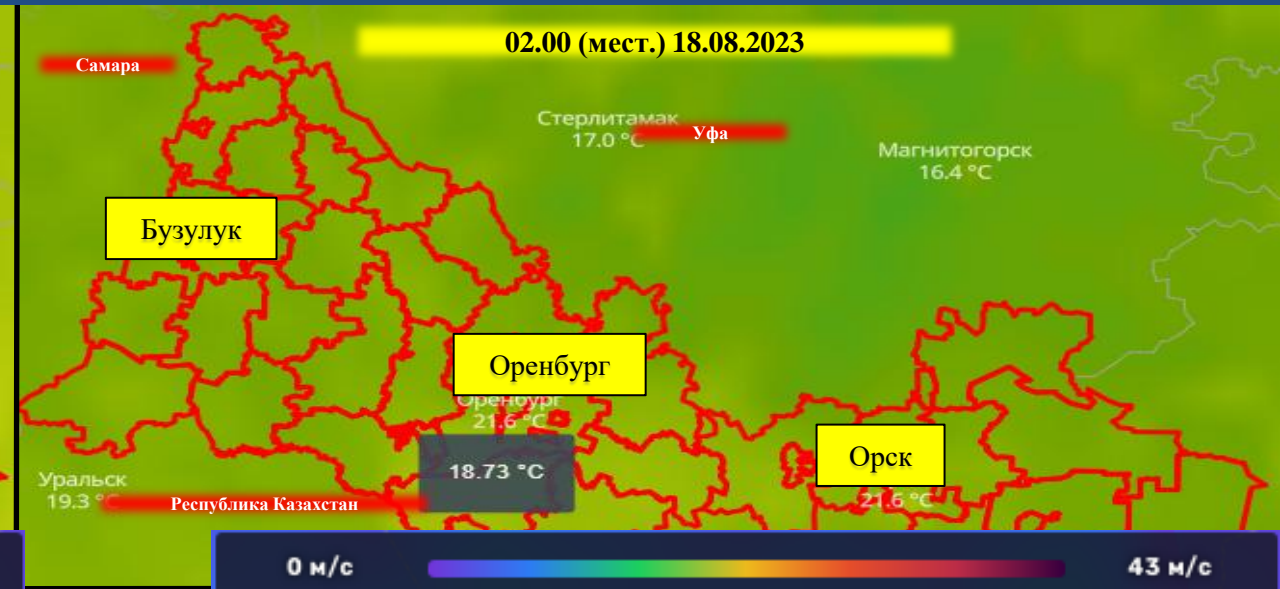 02.00 (мест.) 18.08.2023
Самара
Стерлитамак
17.0 °C
Уфа
Магнитогорск
16.4 °C
Бузулук
Оренбург
Оренбург
21.6 °C
18.73 °C
Орск
21.6 °C
Уральск
19.3 °C
Республика Казахстан
0 м/с
43 м/с